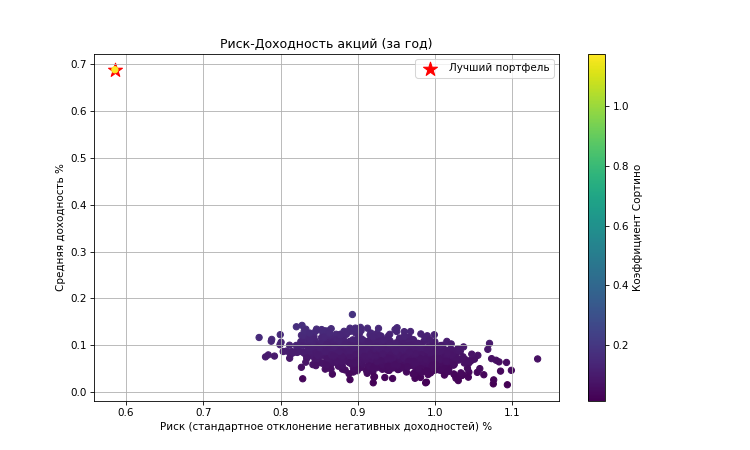 Риск-Доходность акций (за год)
Лучший портфель
Средняя доходность %
0.7
0.6
0.5
0.4
0.3
0.2
0.1
0.0
0.6 0.7 0.8 0.9 1.0 1.1
Риск (стандартное отклонение негативных доходностей) %
1.0
0.8
0.6
0.4
0.2
Коэффициент Сортино